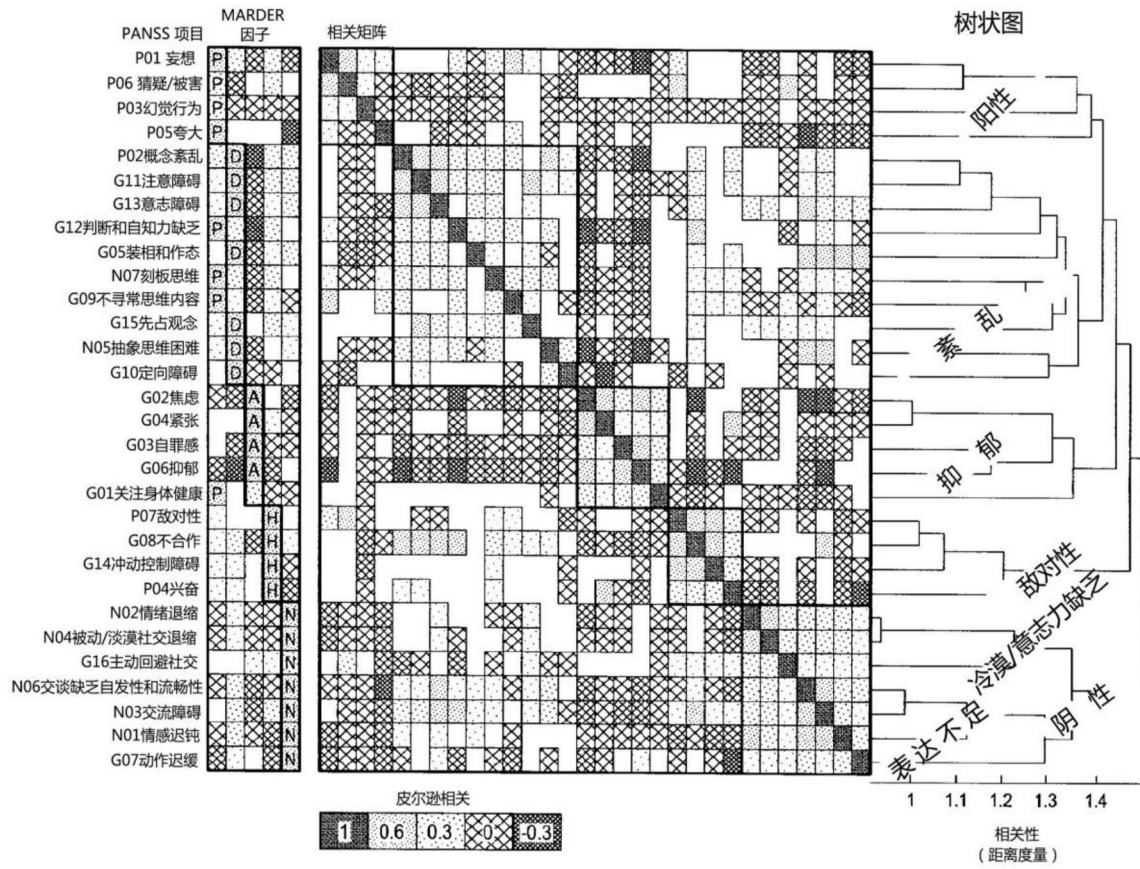 PANSS 项目
MARDER
因子
相关矩阵
树状图
P01 妄想
P
P06 猜疑/被害
P
P03幻觉行为
P
P05夸大
P
P02概念紊乱
D
G11注意障碍
D
G13意志障碍
D
G12判断和自知力缺乏
P
G05装相和作态
D
N07刻板思维
P
G09不寻常思维内容
P
G15先占观念
D
N05抽象思维困难
D
G10定向障碍
D
G02焦虑
A
G04紧张
A
G03自罪感
A
G06抑郁
A
G01关注身体健康
P
P07敌对性
H
G08不合作
H
G14冲动控制障碍
H
P04兴奋
H
N02情绪退缩
N
N04被动/淡漠社交退缩
N
G16主动回避社交
N
N06交谈缺乏自发性和流畅性
N
N03交流障碍
N
N01情感迟钝
N
G07动作迟缓
N
阳性
紊乱
抑郁
敌对性
冷漠/意志力缺乏
表达不定
阴性
1 1.1 1.2 1.3 1.4
相关性
（距离度量）
皮尔逊相关
1 0.6 0.3 0 -0.3